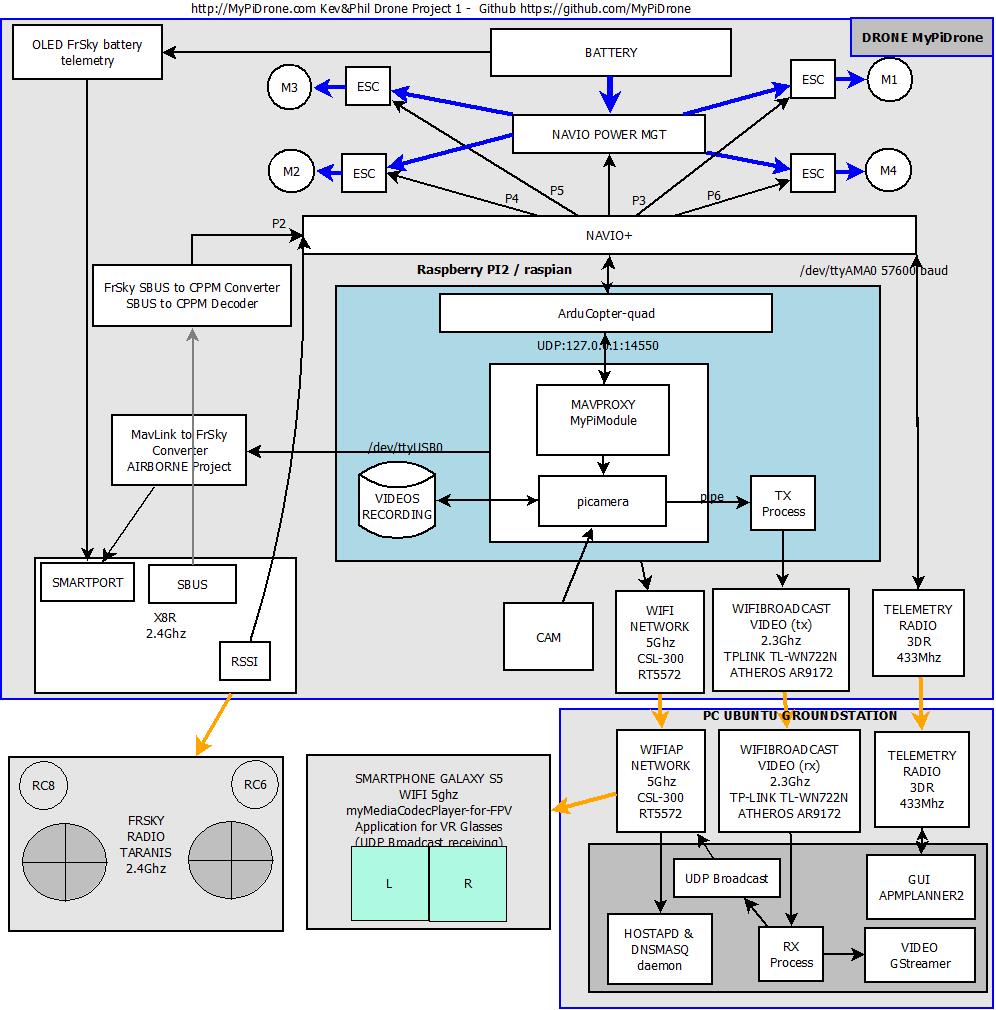 http://MyPiDrone.com Kev&Phil Drone Project 1 - Github https://github.com/MyPiDrone
DRONE MyPiDrone
OLED FrSky battery
telemetry
BATTERY
M3
ESC
ESC
M1
NAVIO POWER MGT
M2
ESC
ESC
M4
P4
P5
P3
P6
P2
NAVIO+
Raspberry PI2 / raspian
/dev/ttyAMA0 57600 baud
FrSky SBUS to CPPM Converter
SBUS to CPPM Decoder
ArduCopter-quad
UDP:127.0.0.1:14550
MAVPROXY
MyPiModule
MavLink to FrSky
Converter
AIRBORNE Project
/dev/ttyUSB0
VIDEOS
RECORDING
picamera
pipe
TX
Process
SMARTPORT
SBUS
X8R
2.4Ghz
RSSI
CAM
WIFI
NETWORK
5Ghz
CSL-300
RT5572
WIFIBROADCAST
VIDEO (tx)
2.3Ghz
TPLINK TL-WN722N
ATHEROS AR9172
TELEMETRY
RADIO
3DR
433Mhz
PC UBUNTU GROUNDSTATION
RC8
RC6
FRSKY
RADIO
TARANIS
2.4Ghz
SMARTPHONE GALAXY S5
WIFI 5ghz
myMediaCodecPlayer-for-FPV
Application for VR Glasses
(UDP Broadcast receiving)
L
R
WIFIAP
NETWORK
5Ghz
CSL-300
RT5572
WIFIBROADCAST
VIDEO (rx)
2.3Ghz
TP-LINK TL-WN722N
ATHEROS AR9172
TELEMETRY
RADIO
3DR
433Mhz
UDP Broadcast
GUI
APMPLANNER2
HOSTAPD &
DNSMASQ
daemon
RX
Process
VIDEO
GStreamer